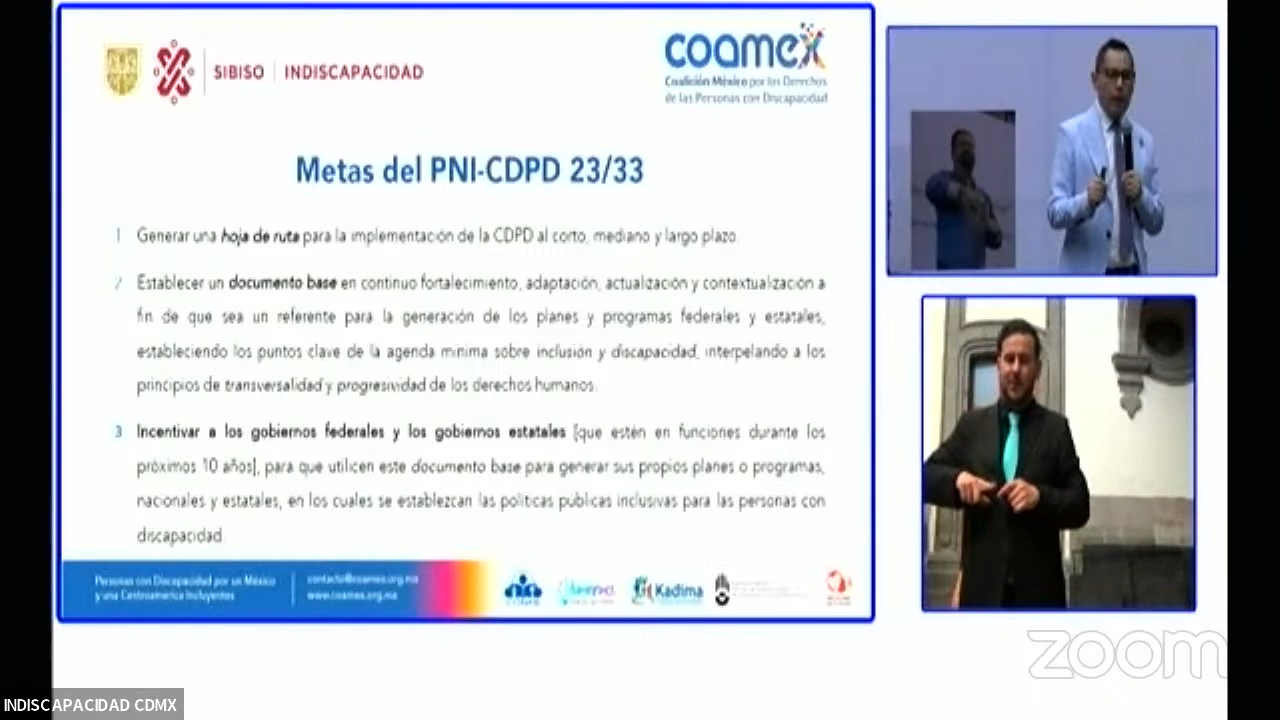 SIBISO | INDISCAPACIDAD
coamex
Coalición México por los Derechos
de las Personas con Discapacidad
Metas del PNI-CDPD 23/33
1 Generar una hoja de ruta para la implementación de la CDPD al corto, mediano y largo plazo.
2 Establecer un documento base en continuo fortalecimiento, adaptación, actualización y contextualización a
fin de que sea un referente para la generación de los planes y programas federales y estatales,
estableciendo los puntos clave de la agenda mínima sobre inclusión y discapacidad, interpelando a los
principios de transversalidad y progresividad de los derechos humanos.
3 Incentivar a los gobiernos federales y los gobiernos estatales [que estén en funciones durante los
próximos 10 años], para que utilicen este documento base para generar sus propios planes o programas,
nacionales y estatales, en los cuales se establezcan las políticas públicas inclusivas para las personas con
discapacidad.
Personas con Discapacidad por un México
y una Centroamérica Incluyentes
contacto@coamex.org.mx
www.coamex.org.mx
Kadima
zoom
INDISCAPACIDAD CDMX